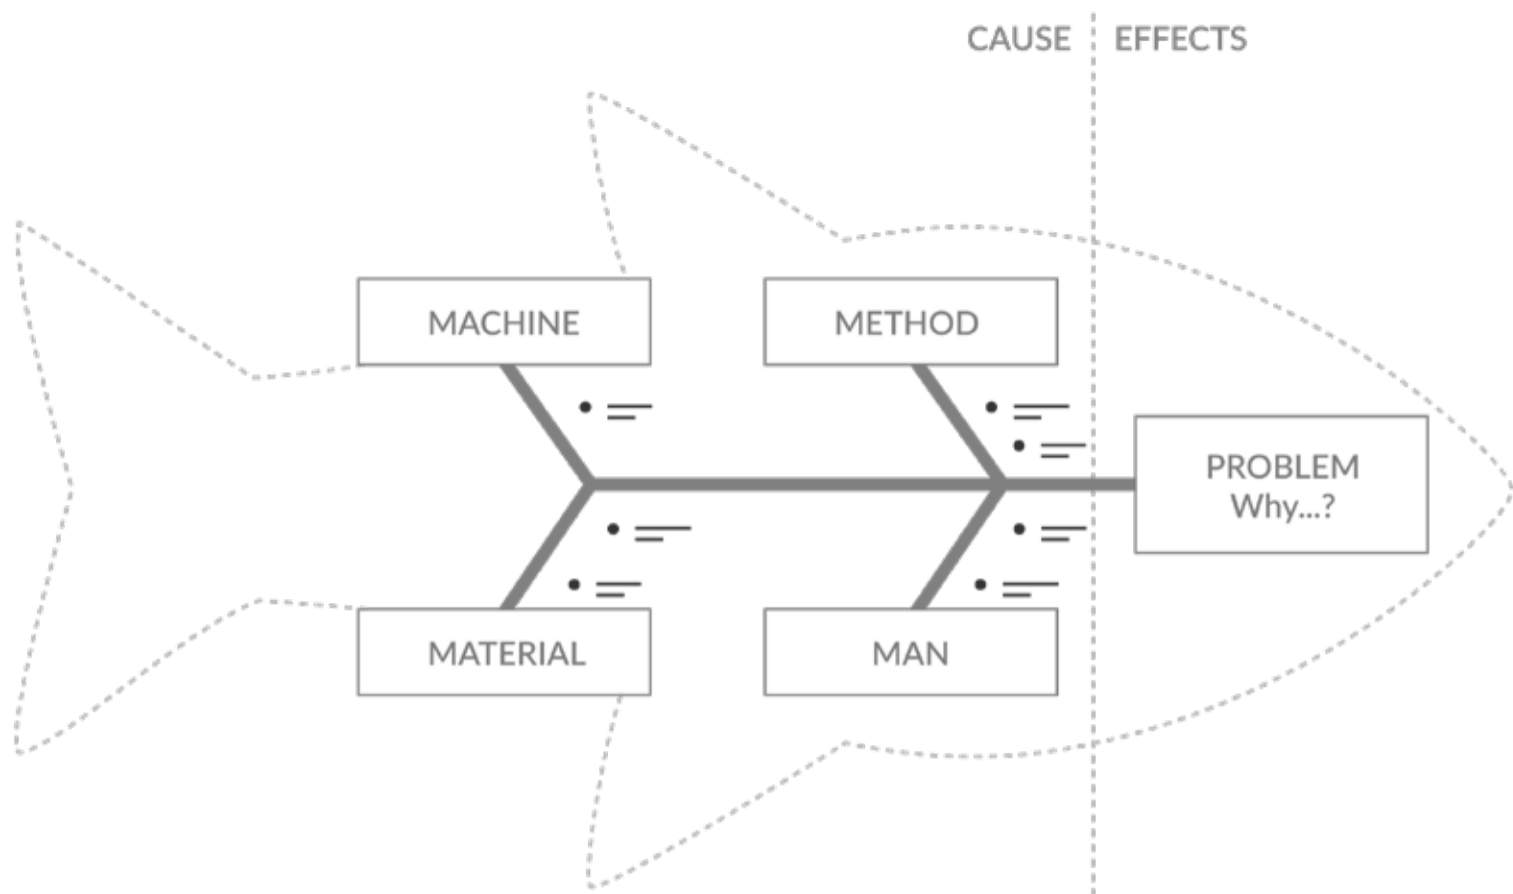 CAUSE
EFFECTS
MACHINE
METHOD
PROBLEM
Why...?
MATERIAL
MAN